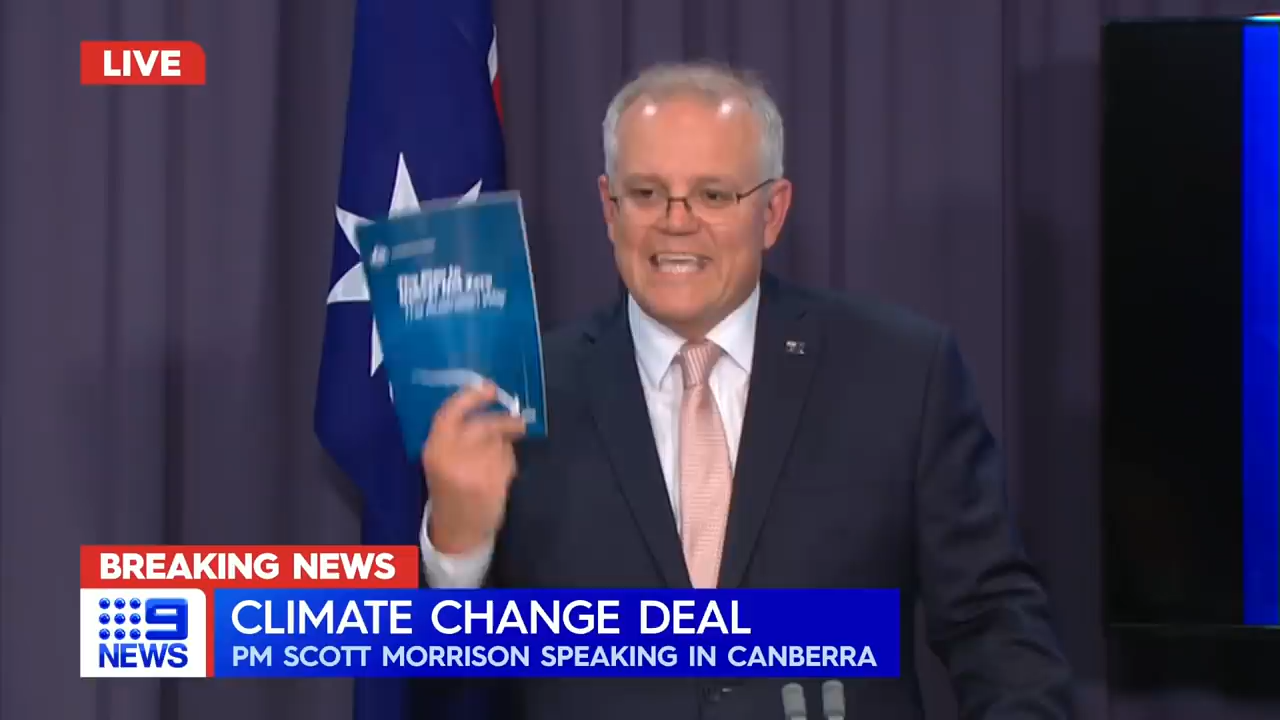 LIVE
BREAKING NEWS
9
NEWS
CLIMATE CHANGE DEAL
PM SCOTT MORRISON SPEAKING IN CANBERRA